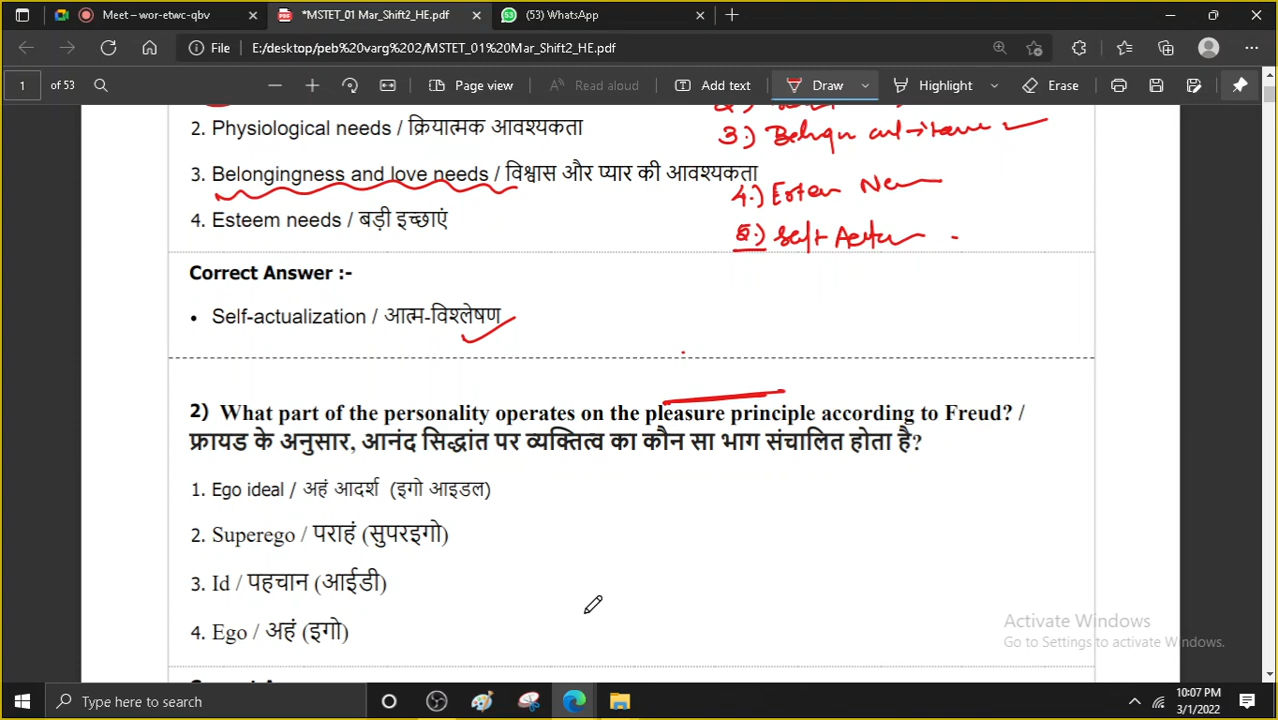 Meet – wor-etwc-qbv
*MSTET_01 Mar_Shift2_HE.pdf
(53) WhatsApp
File E:/desktop/peb%20varg%202/MSTET_01%20Mar_Shift2_HE.pdf
1 of 53 Page view Read aloud Add text Draw Highlight Erase
2. Physiological needs / क्रियात्मक आवश्यकता
3.)
3. Belongingness and love needs / विश्वास और प्यार की आवश्यकता
4.)
4. Esteem needs / बड़ी इच्छाएं
5.) Self
Correct Answer :-
• Self-actualization / आत्म-विश्लेषण
2) What part of the personality operates on the pleasure principle according to Freud? /
फ्रायड के अनुसार, आनंद सिद्धांत पर व्यक्तित्व का कौन सा भाग संचालित होता है?
1. Ego ideal / अहं आदर्श (इगो आइडल)
2. Superego / पराहं (सुपरइगो)
3. Id / पहचान (आईडी)
4. Ego / अहं (इगो)
Activate Windows
Go to Settings to activate Windows.
Type here to search
10:07 PM
3/1/2022